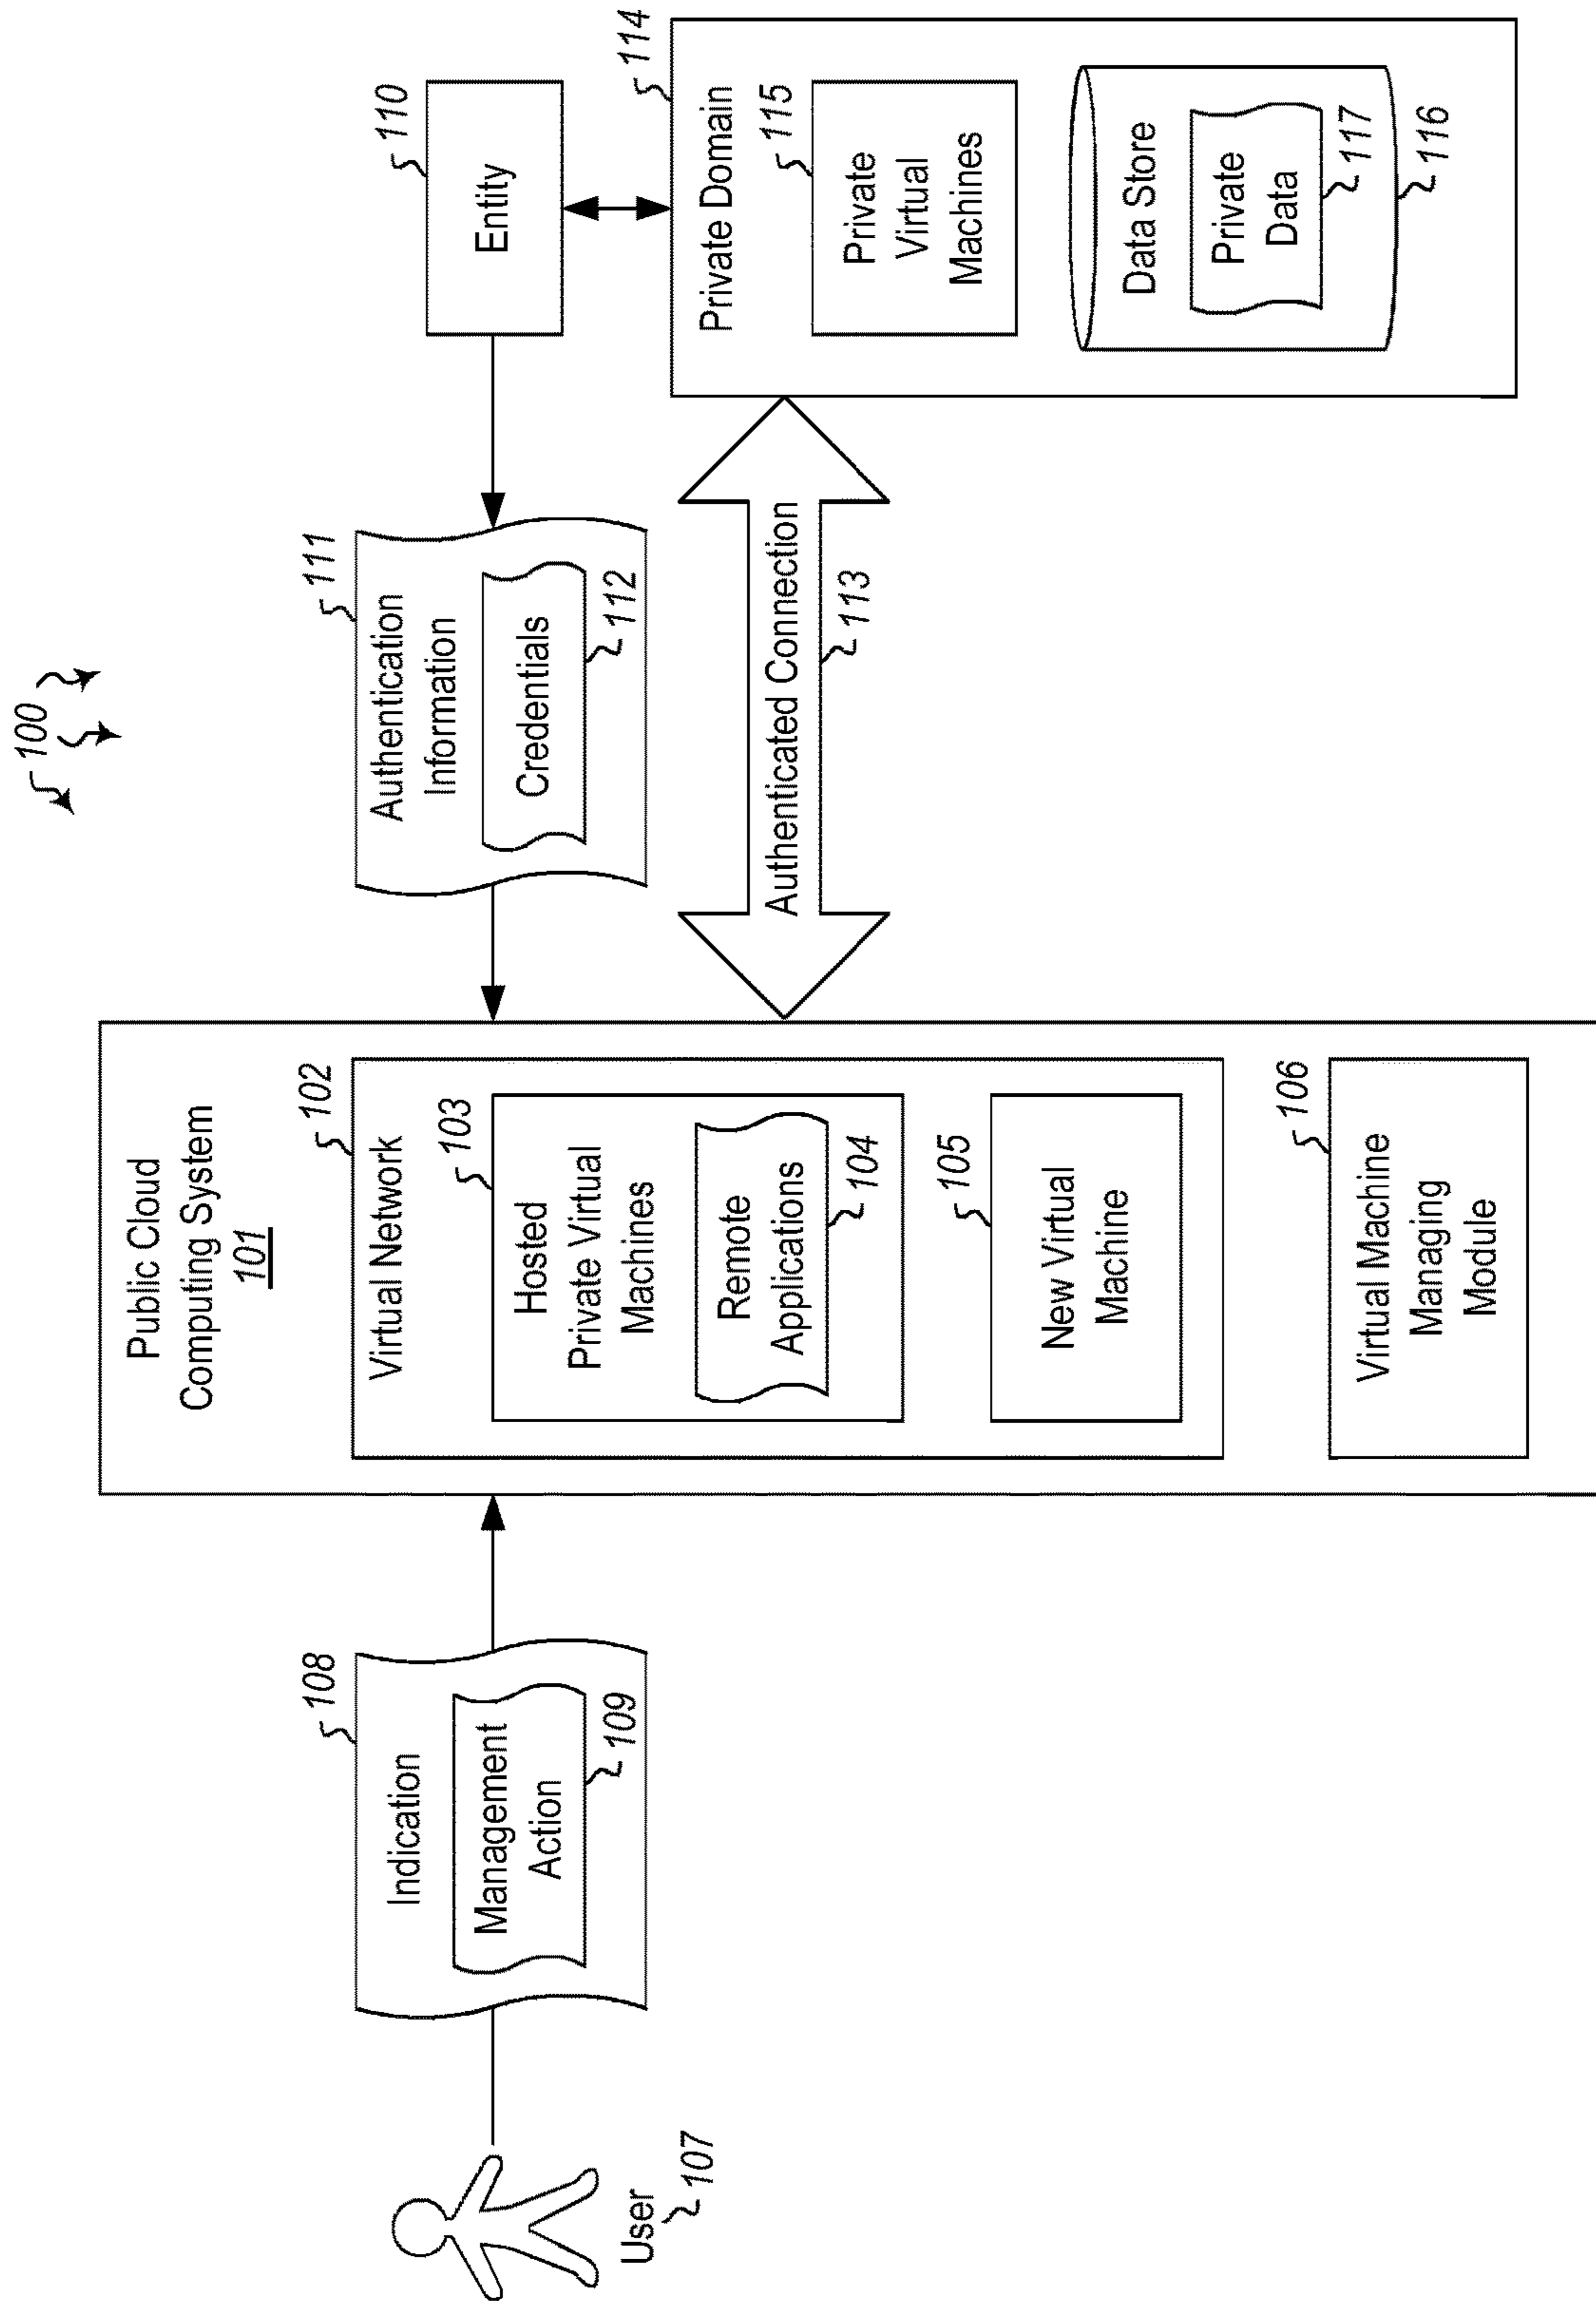 100
User
107
Indication
108
Management
Action
109
Public Cloud
Computing System
101
Virtual Network
102
Hosted
Private Virtual
Machines
103
Remote
Applications
104
New Virtual
Machine
105
Virtual Machine
Managing
Module
106
Authentication
Information
111
Credentials
112
Authenticated Connection
113
Entity
110
Private Domain
114
Private
Virtual
Machines
115
Data Store
Private
Data
117
116